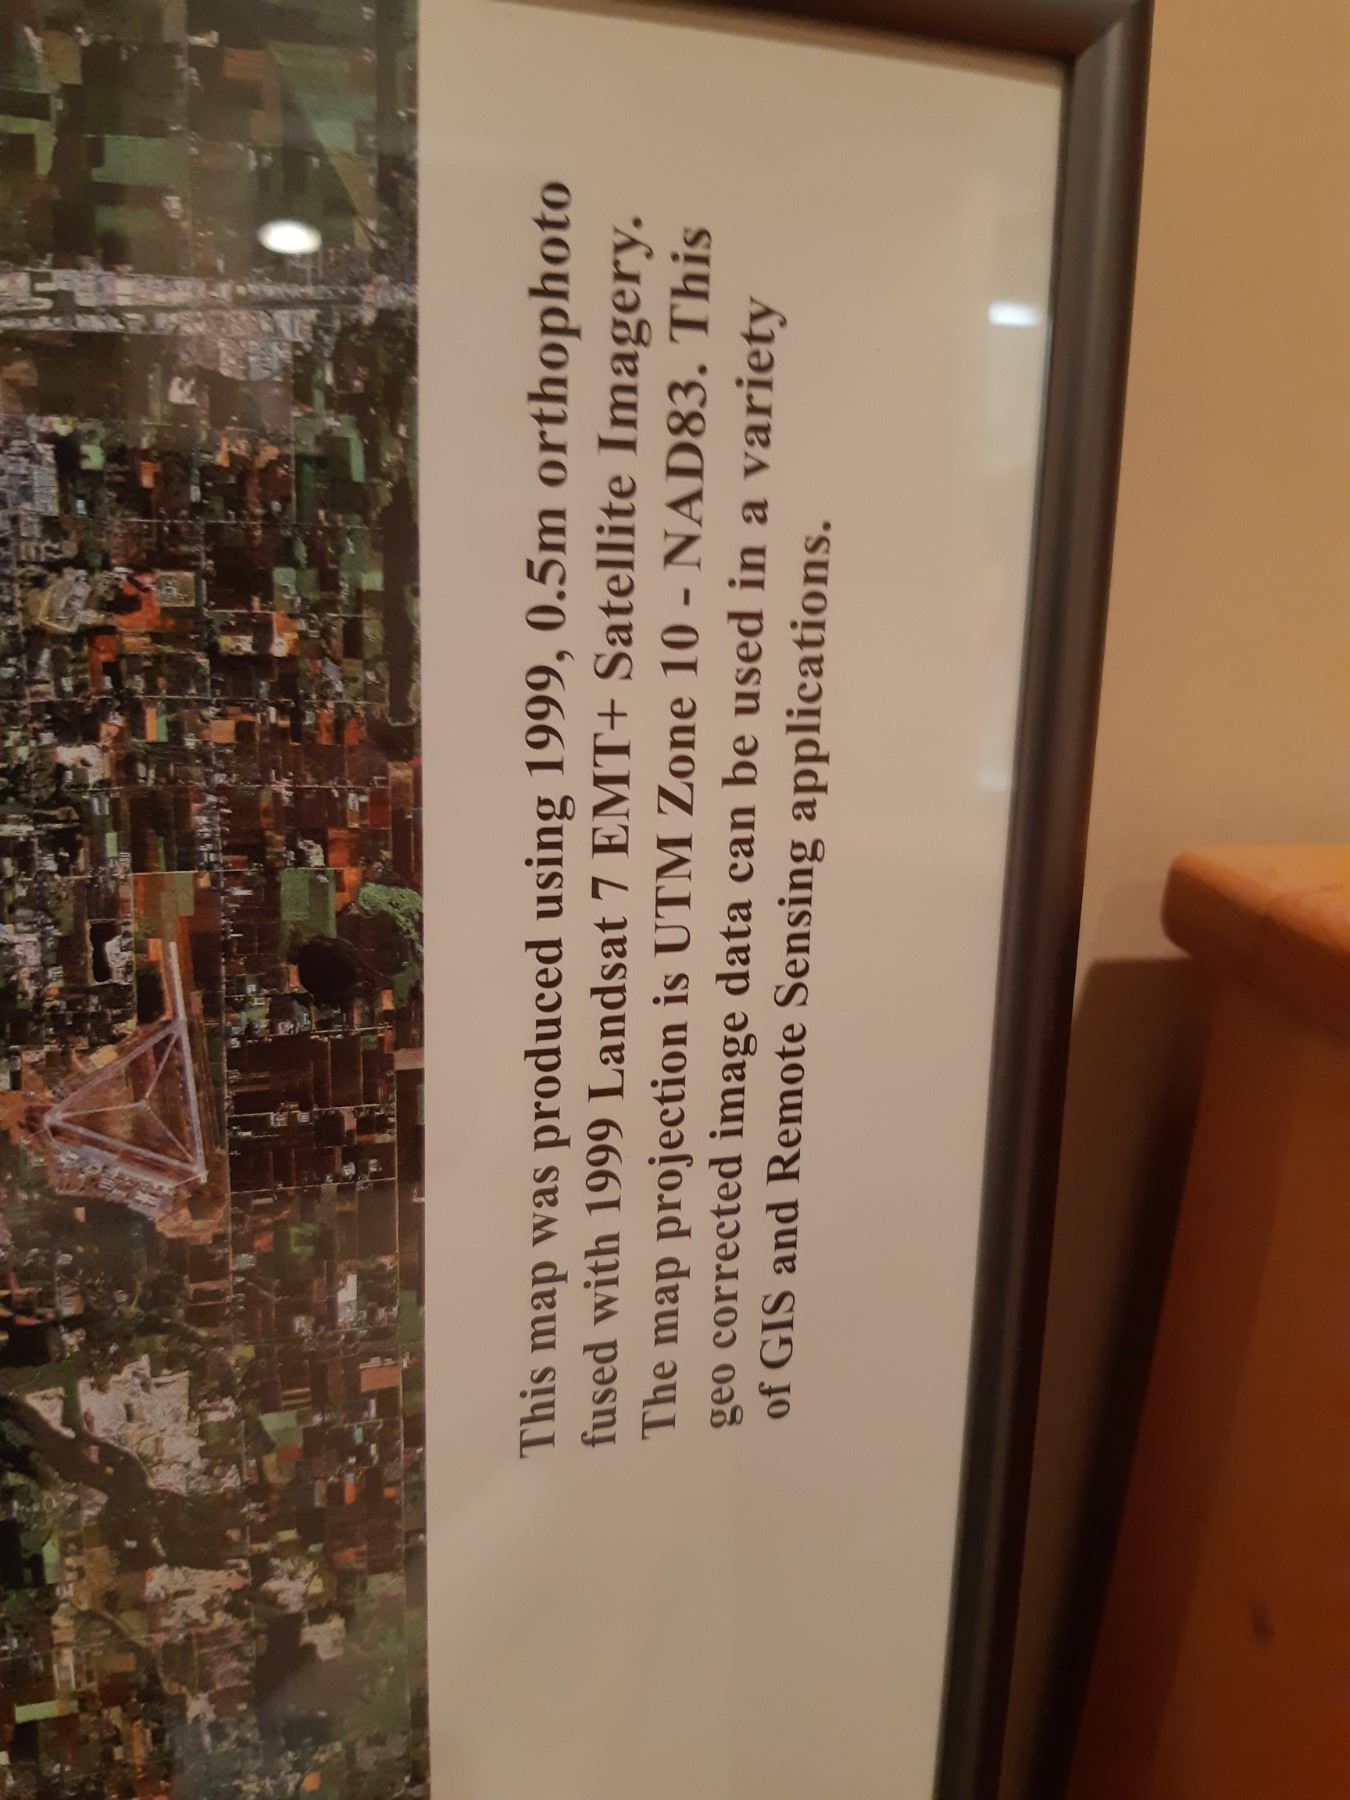 This map was produced using 1999, 0.5m orthophoto
fused with 1999 Landsat 7 EMT+ Satellite Imagery.
The map projection is UTM Zone 10 - NAD83. This
geo corrected image data can be used in a variety
of GIS and Remote Sensing applications.